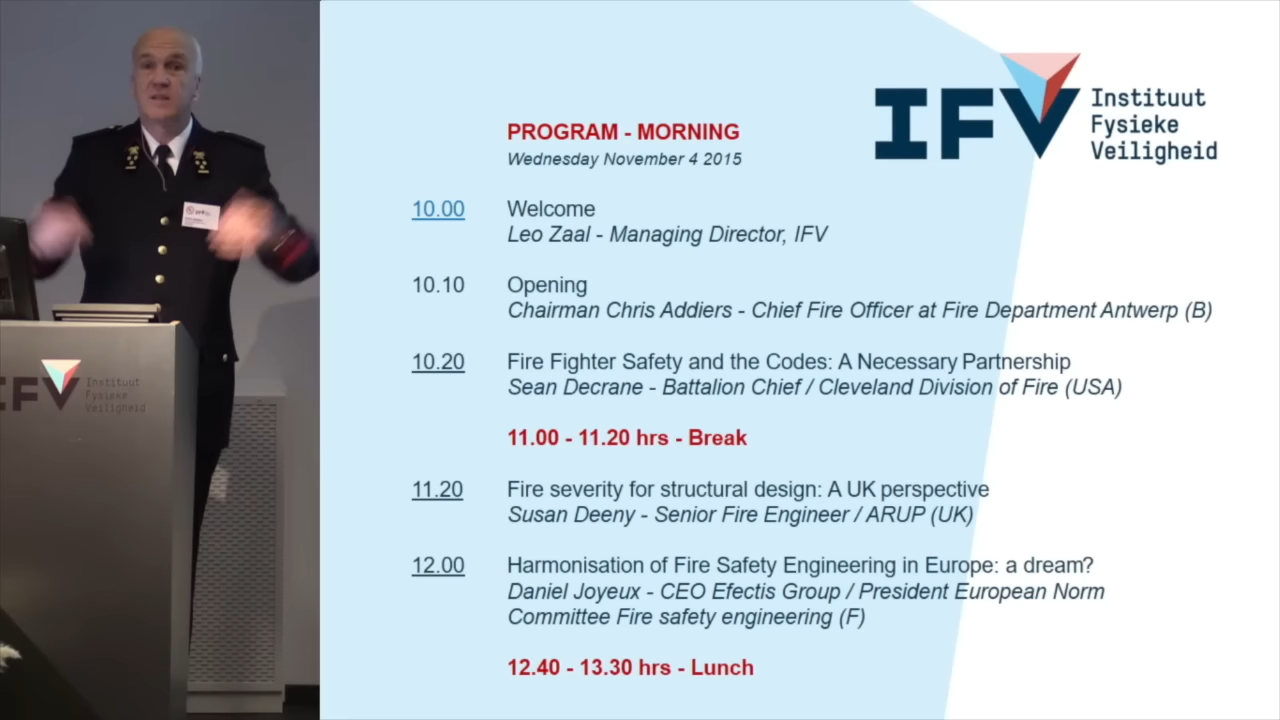 IFV
Instituut
Fysieke
Veiligheid
PROGRAM - MORNING
Wednesday November 4 2015
10.00 Welcome
Leo Zaal - Managing Director, IFV
10.10 Opening
Chairman Chris Addiers - Chief Fire Officer at Fire Department Antwerp (B)
10.20 Fire Fighter Safety and the Codes: A Necessary Partnership
Sean Decrane - Battalion Chief / Cleveland Division of Fire (USA)
11.00 - 11.20 hrs - Break
11.20 Fire severity for structural design: A UK perspective
Susan Deeny - Senior Fire Engineer / ARUP (UK)
12.00 Harmonisation of Fire Safety Engineering in Europe: a dream?
Daniel Joyeux - CEO Efectis Group / President European Norm
Committee Fire safety engineering (F)
12.40 - 13.30 hrs - Lunch
IFV
Instituut
Fysieke
Veiligheid